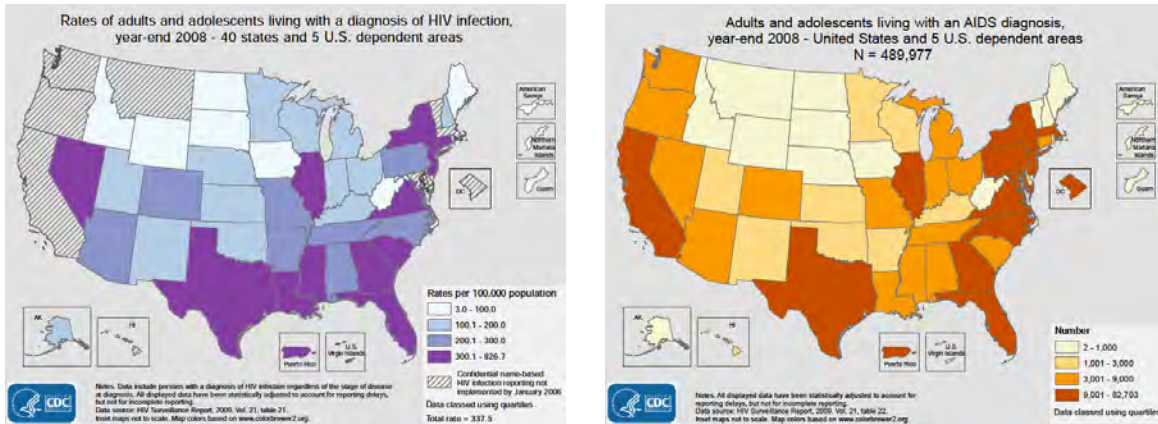 Rates of adults and adolescents living with a diagnosis of HIV infection,
year-end 2008 - 40 states and 5 U.S. dependent areas
American
Samoa
Northern
Mariana
Islands
Guam
DC
AK
HI
Puerto Rico
U.S.
Virgin Islands
Rates per 100,000 population
3.0 - 100.0
100.1 - 200.0
200.1 - 300.0
300.1 - 826.7
Confidential name-based
HIV infection reporting not
implemented by January 2006
Data classed using quartiles
Total rate = 337.5
CDC
Notes. Data include persons with a diagnosis of HIV infection regardless of the stage of disease
at diagnosis. All displayed data have been statistically adjusted to account for reporting delays,
but not for incomplete reporting.
Data source: HIV Surveillance Report, 2009. Vol. 21, table 21.
Inset maps not to scale. Map colors based on www.colorbrewer2.org.
Adults and adolescents living with an AIDS diagnosis,
year-end 2008 - United States and 5 U.S. dependent areas
N = 489,977
American
Samoa
Northern
Mariana
Islands
Guam
DC
AK
HI
Puerto Rico
U.S.
Virgin Islands
Number
2 - 1,000
1,001 - 3,000
3,001 - 9,000
9,001 - 82,703
Data classed using quartiles
CDC
Notes. All displayed data have been statistically adjusted to account for
reporting delays, but not for incomplete reporting.
Data source: HIV Surveillance Report, 2009. Vol. 21, table 22.
Inset maps not to scale. Map colors based on www.colorbrewer2.org.